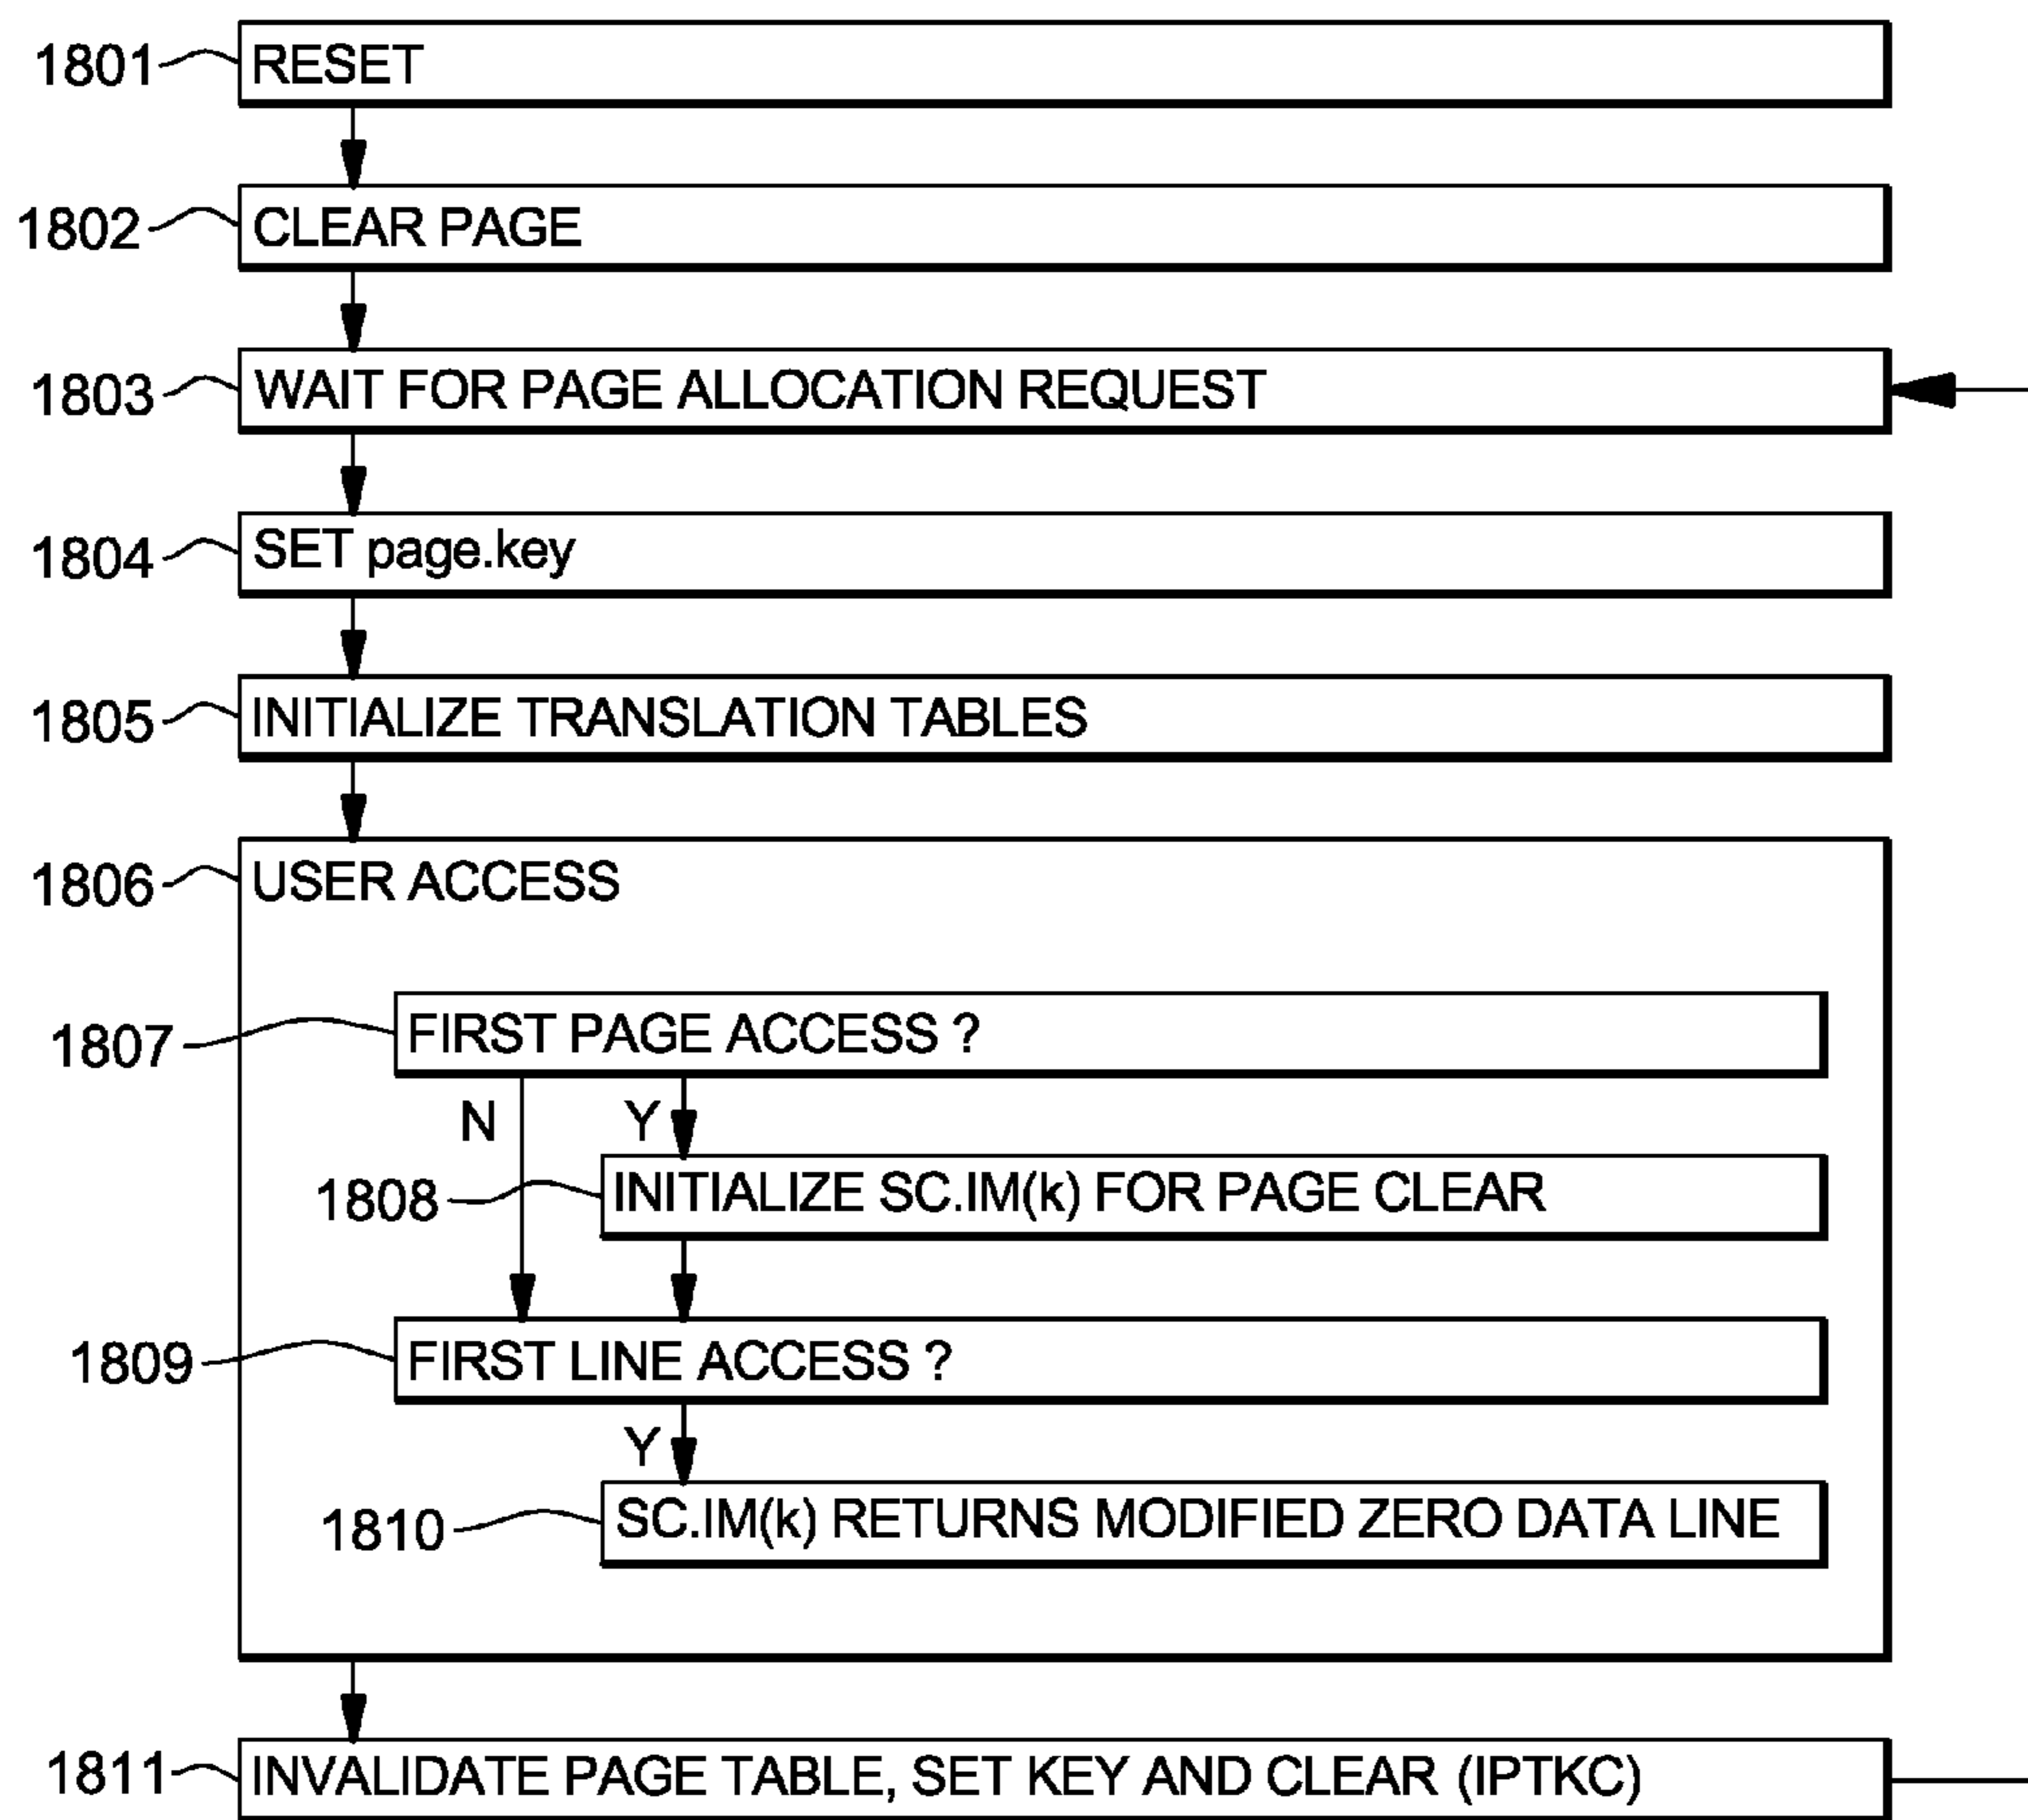 1801 RESET
1802 CLEAR PAGE
1803 WAIT FOR PAGE ALLOCATION REQUEST
1804 SET page.key
1805 INITIALIZE TRANSLATION TABLES
1806 USER ACCESS
1807 FIRST PAGE ACCESS ?
N Y
1808 INITIALIZE SC.IM(k) FOR PAGE CLEAR
1809 FIRST LINE ACCESS ?
Y
1810 SC.IM(k) RETURNS MODIFIED ZERO DATA LINE
1811 INVALIDATE PAGE TABLE, SET KEY AND CLEAR (IPTKC)